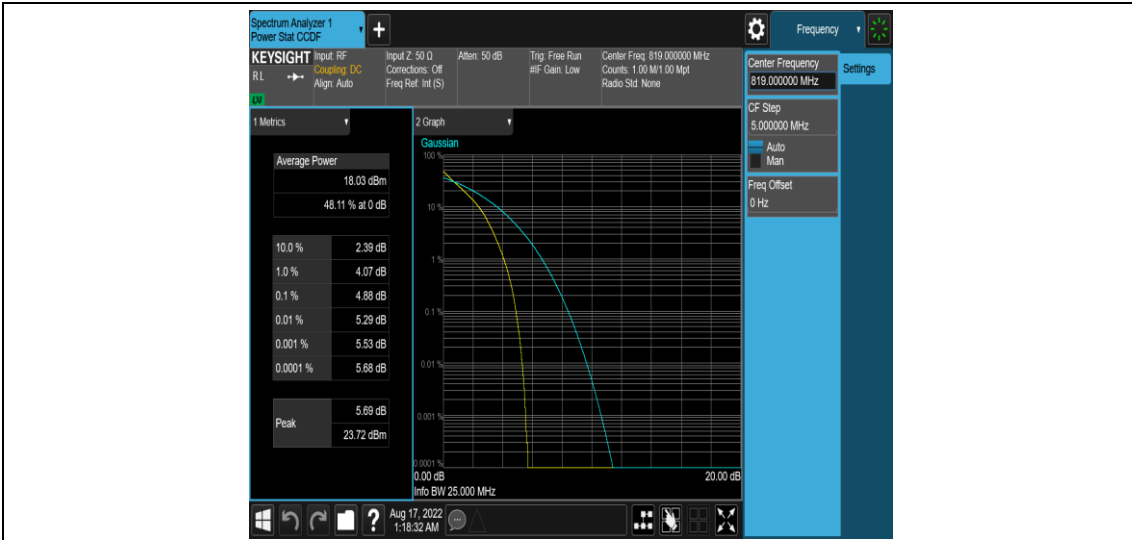 Spectrum Analyzer 1
Power Stat CCDF
+
Frequency
KEYSIGHT
Input: RF
Coupling: DC
Align: Auto
RL
LXI
Input Z: 50 Ω
Corrections: Off
Freq Ref: Int (S)
Atten: 50 dB
Trig: Free Run
#IF Gain: Low
Center Freq: 819.000000 MHz
Counts: 1.00 M/1.00 Mpt
Radio Std: None
Center Frequency
819.000000 MHz
Settings
CF Step
5.000000 MHz
Auto
Man
Freq Offset
0 Hz
1 Metrics
Average Power
18.03 dBm
48.11 % at 0 dB
10.0 % 2.39 dB
1.0 % 4.07 dB
0.1 % 4.88 dB
0.01 % 5.29 dB
0.001 % 5.53 dB
0.0001 % 5.68 dB
Peak
5.69 dB
23.72 dBm
2 Graph
Gaussian
100 %
10 %
1 %
0.1 %
0.01 %
0.001 %
0.0001 %
0.00 dB
20.00 dB
Info BW 25.000 MHz
?
Aug 17, 2022
1:18:32 AM